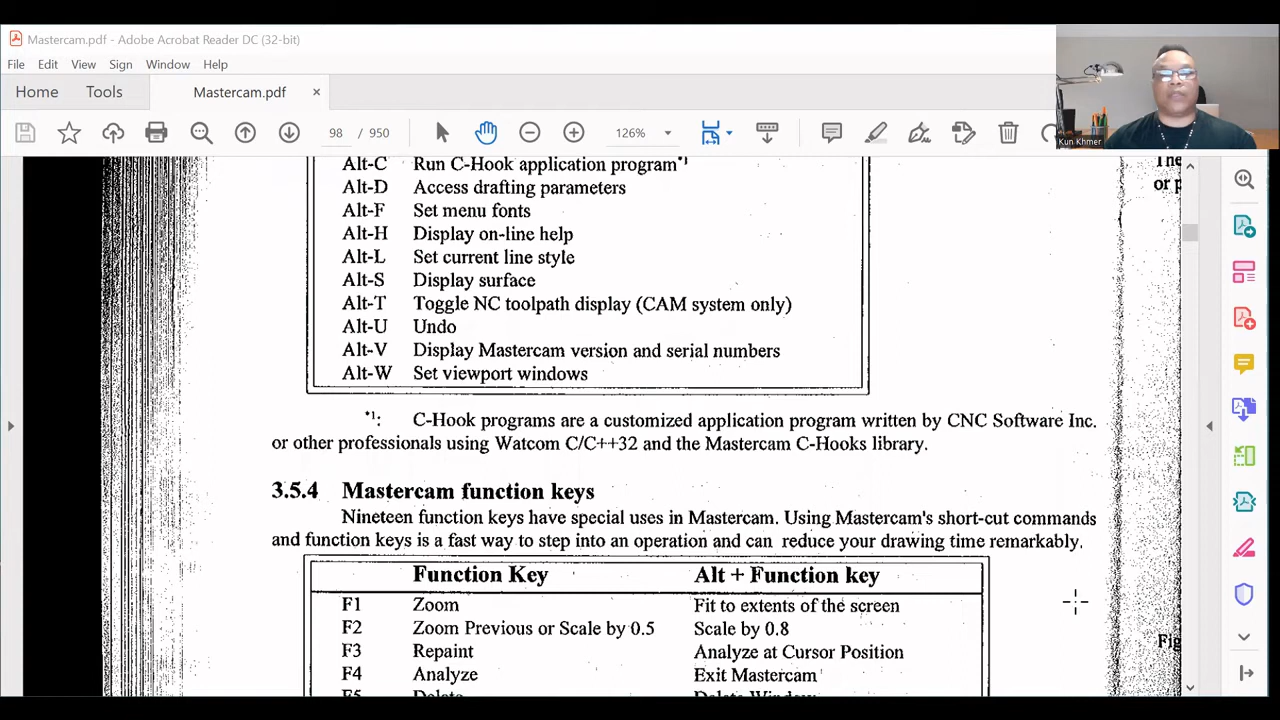 Mastercam.pdf - Adobe Acrobat Reader DC (32-bit)
File Edit View Sign Window Help
Home Tools Mastercam.pdf ×
98 / 950 126%
Kun Khmer
Alt-C Run C-Hook application program*1
Alt-D Access drafting parameters
Alt-F Set menu fonts
Alt-H Display on-line help
Alt-L Set current line style
Alt-S Display surface
Alt-T Toggle NC toolpath display (CAM system only)
Alt-U Undo
Alt-V Display Mastercam version and serial numbers
Alt-W Set viewport windows
*1: C-Hook programs are a customized application program written by CNC Software Inc.
or other professionals using Watcom C/C++32 and the Mastercam C-Hooks library.
3.5.4 Mastercam function keys
Nineteen function keys have special uses in Mastercam. Using Mastercam's short-cut commands
and function keys is a fast way to step into an operation and can reduce your drawing time remarkably.
Function Key Alt + Function key
F1 Zoom Fit to extents of the screen
F2 Zoom Previous or Scale by 0.5 Scale by 0.8
F3 Repaint Analyze at Cursor Position
F4 Analyze Exit Mastercam
F5 Delete Delete Window
The
or p
Fig